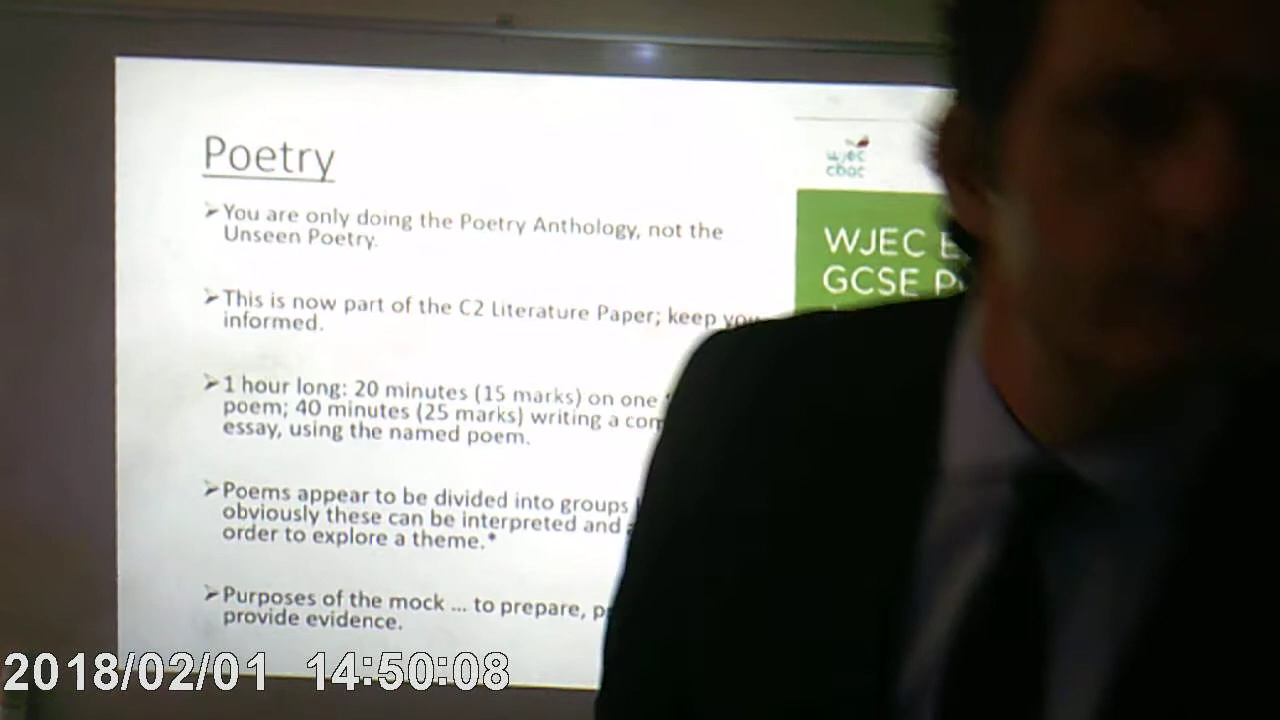 Poetry
wjec
cbac
➢You are only doing the Poetry Anthology, not the
Unseen Poetry.
WJEC
GCSE
➢This is now part of the C2 Literature Paper; keep
informed.
➢1 hour long: 20 minutes (15 marks) on one
poem; 40 minutes (25 marks) writing a
essay, using the named poem.
➢Poems appear to be divided into groups
obviously these can be interpreted and
order to explore a theme.*
➢Purposes of the mock ... to prepare,
provide evidence.
2018/02/01 14:50:08